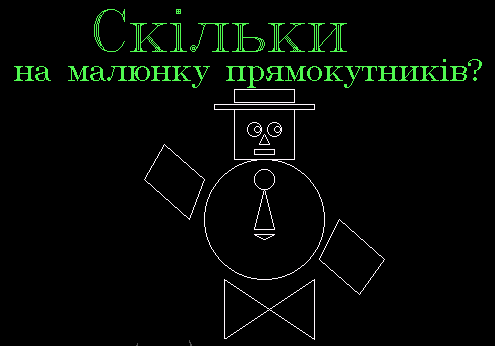 Скільки
на малюнку прямокутників?